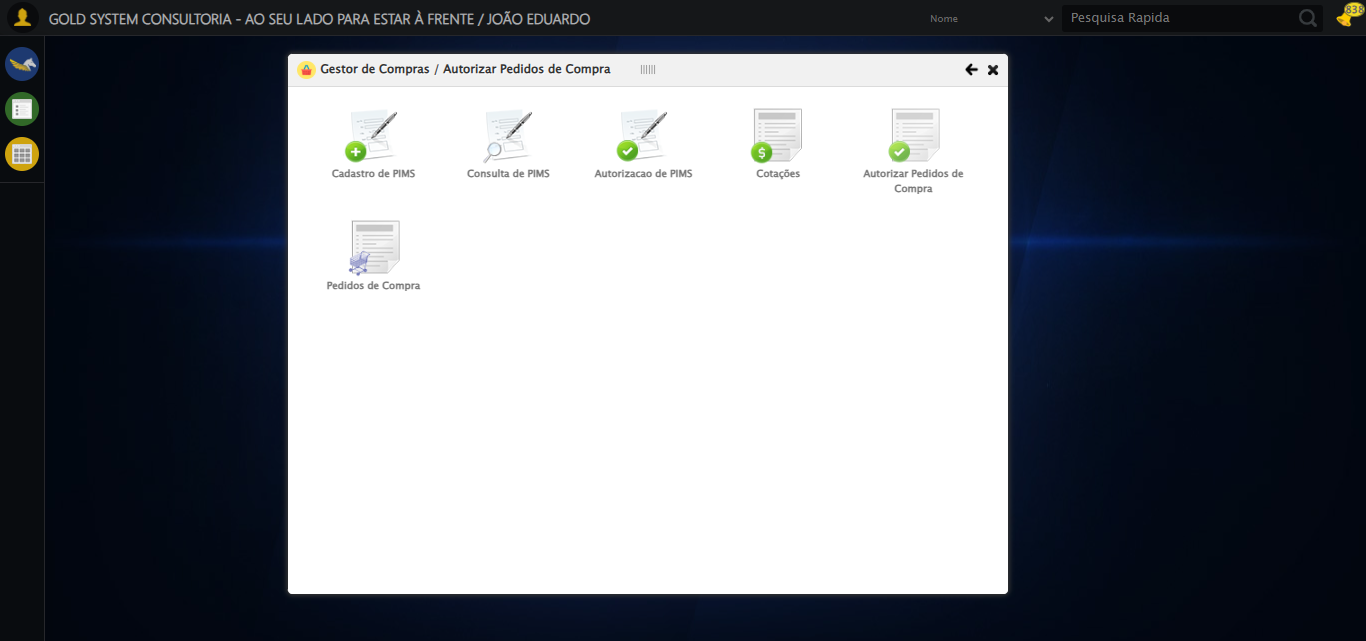 GOLD SYSTEM CONSULTORIA - AO SEU LADO PARA ESTAR À FRENTE / JOÃO EDUARDO
Nome
Pesquisa Rapida
838
Gestor de Compras / Autorizar Pedidos de Compra
Cadastro de PIMS
Consulta de PIMS
Autorizacao de PIMS
Cotações
Autorizar Pedidos de
Compra
Pedidos de Compra